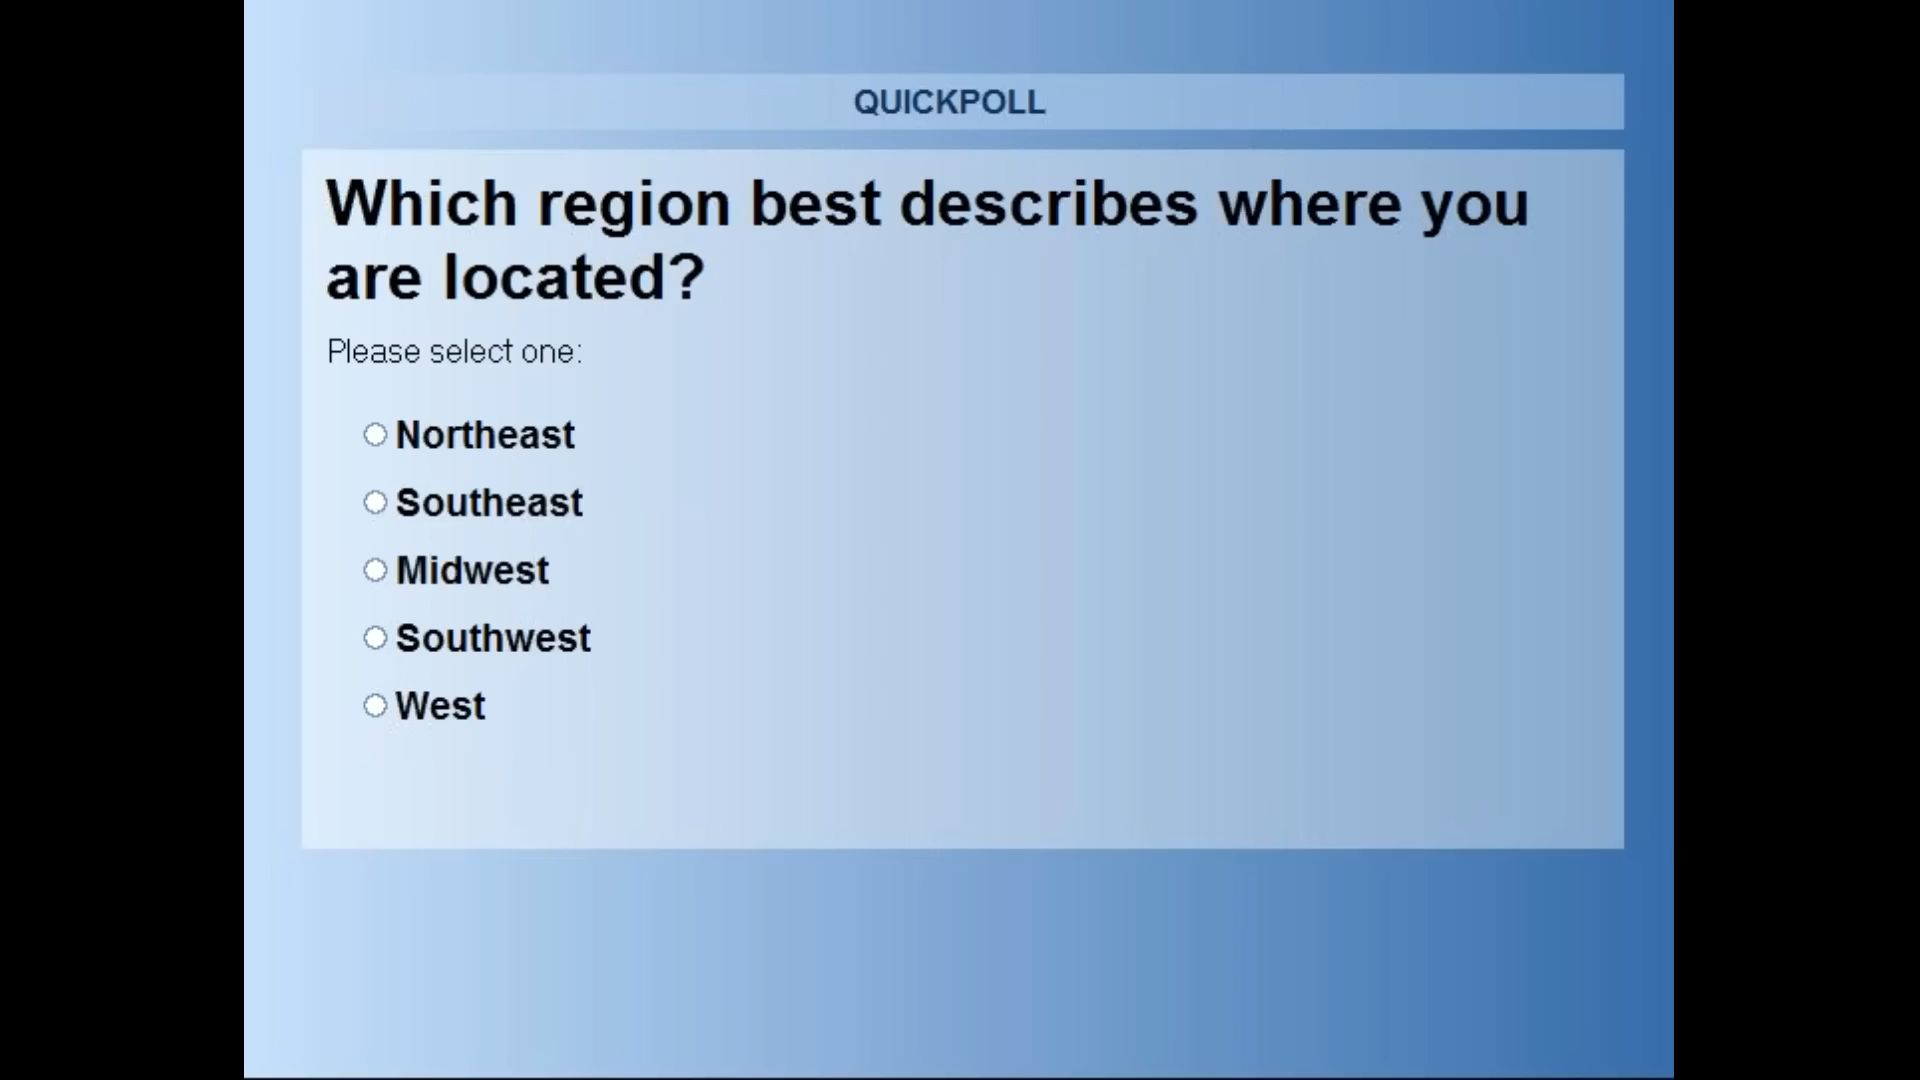 QUICKPOLL
Which region best describes where you
are located?
Please select one:
Northeast
Southeast
Midwest
Southwest
West